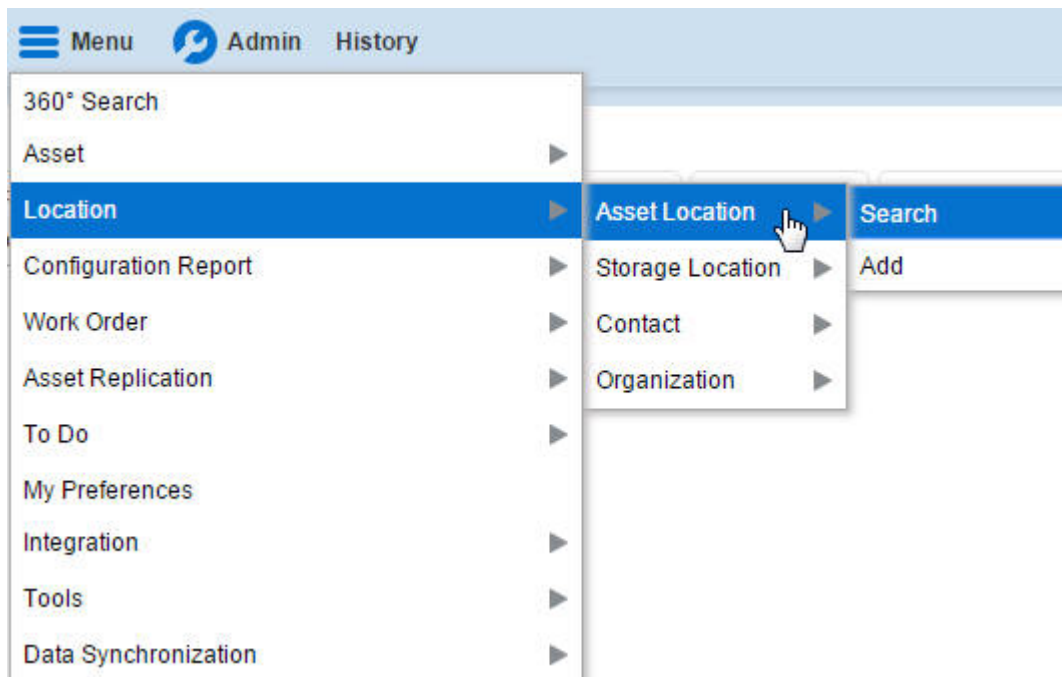 Menu Admin History
360° Search
Asset
Location
Configuration Report
Work Order
Asset Replication
To Do
My Preferences
Integration
Tools
Data Synchronization
Asset Location
Storage Location
Contact
Organization
Search
Add